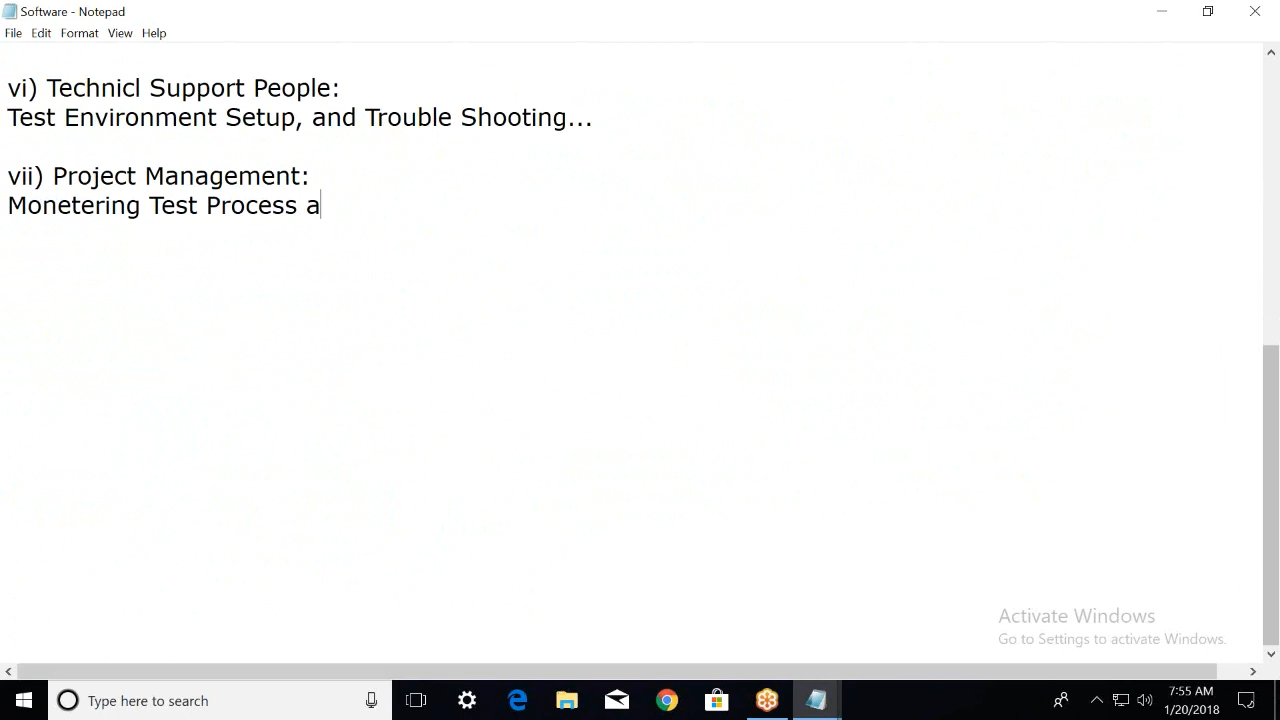 Software - Notepad
File Edit Format View Help
vi) Technicl Support People:
Test Environment Setup, and Trouble Shooting...
vii) Project Management:
Monetering Test Process a
Activate Windows
Go to Settings to activate Windows.
Type here to search
7:55 AM
1/20/2018